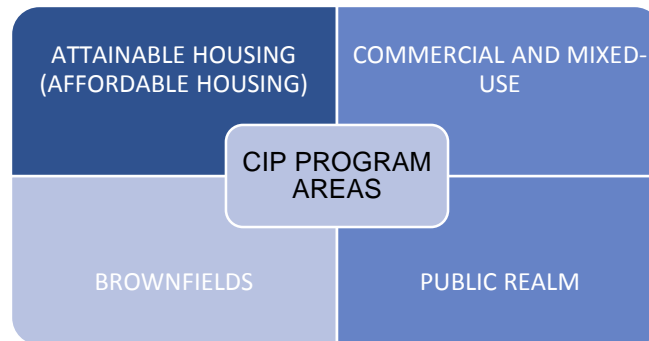 ATTAINABLE HOUSING
(AFFORDABLE HOUSING)
COMMERCIAL AND MIXED-
USE
CIP PROGRAM
AREAS
BROWNFIELDS
PUBLIC REALM